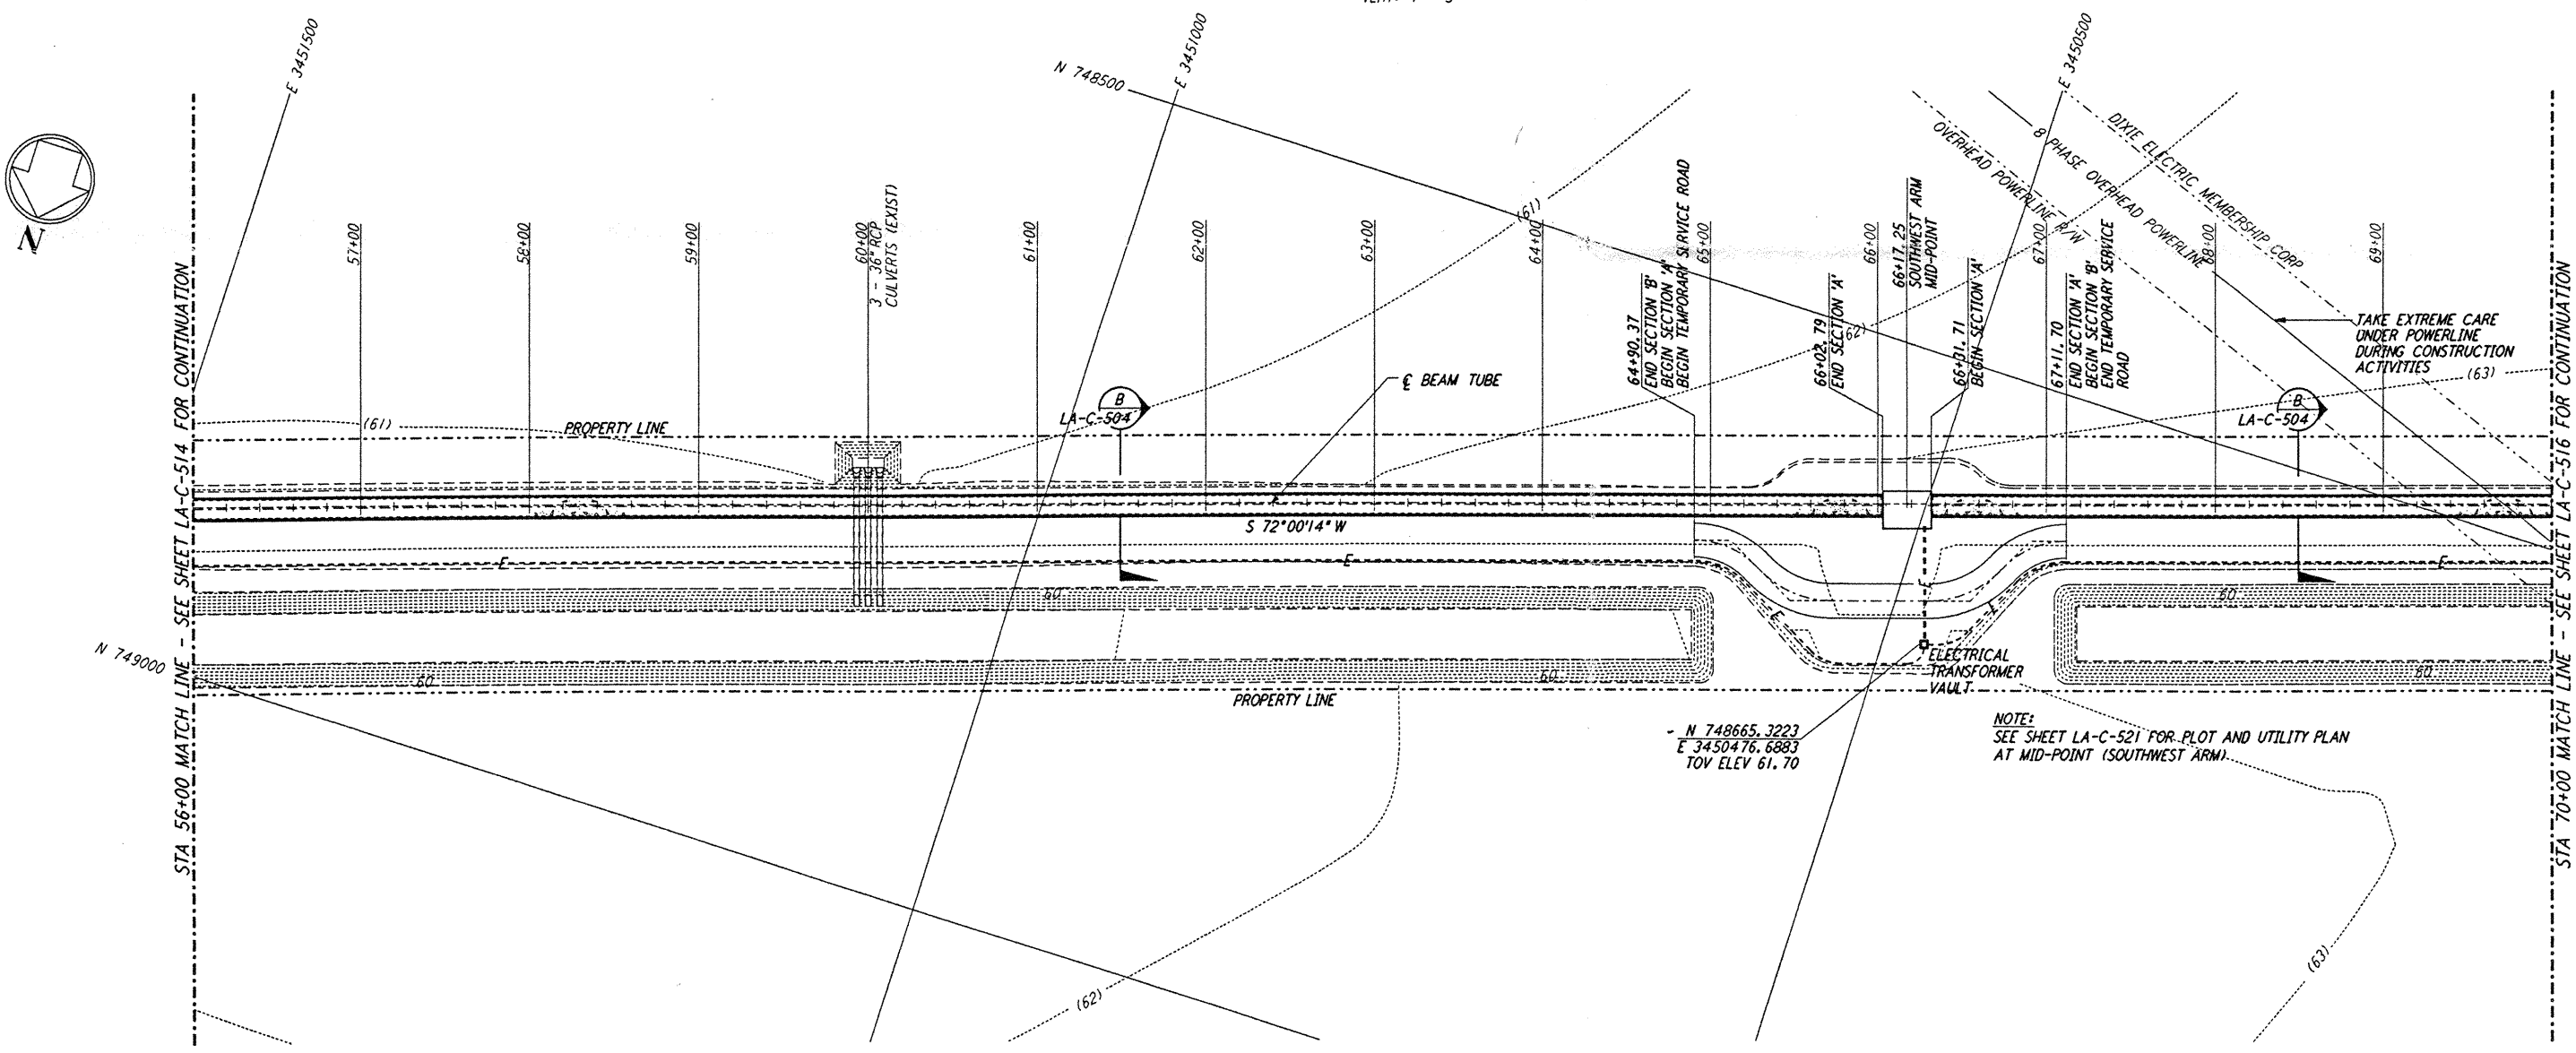 E 3451500
E 3451000
N 748500
E 3450500
N
57+00
58+00
59+00
60+00
3 - 36" RCP
CULVERTS (EXIST)
61+00
62+00
63+00
64+00
65+00
66+00
67+00
68+00
69+00
(61)
64+90.37
END SECTION 'B'
BEGIN SECTION 'A'
BEGIN TEMPORARY SERVICE ROAD
66+02.79
END SECTION 'A'
66+17.25
SOUTHWEST ARM
MID-POINT
66+31.71
BEGIN SECTION 'A'
67+11.70
END SECTION 'A'
BEGIN SECTION 'B'
END TEMPORARY SERVICE
ROAD
OVERHEAD POWERLINE R/W
8 PHASE OVERHEAD POWERLINE
DIXIE ELECTRIC MEMBERSHIP CORP
TAKE EXTREME CARE
UNDER POWERLINE
DURING CONSTRUCTION
ACTIVITIES
(62)
(63)
STA 56+00 MATCH LINE - SEE SHEET LA-C-514 FOR CONTINUATION
STA 70+00 MATCH LINE - SEE SHEET LA-C-516 FOR CONTINUATION
(61)
PROPERTY LINE
B
LA-C-504
℄ BEAM TUBE
B
LA-C-504
S 72°00'14" W
E
E
E
E
E
60
60
60
60
60
N 749000
PROPERTY LINE
ELECTRICAL
TRANSFORMER
VAULT
N 748665.3223
E 3450476.6883
TOV ELEV 61.70
NOTE:
SEE SHEET LA-C-521 FOR PLOT AND UTILITY PLAN
AT MID-POINT (SOUTHWEST ARM)
(62)
(63)